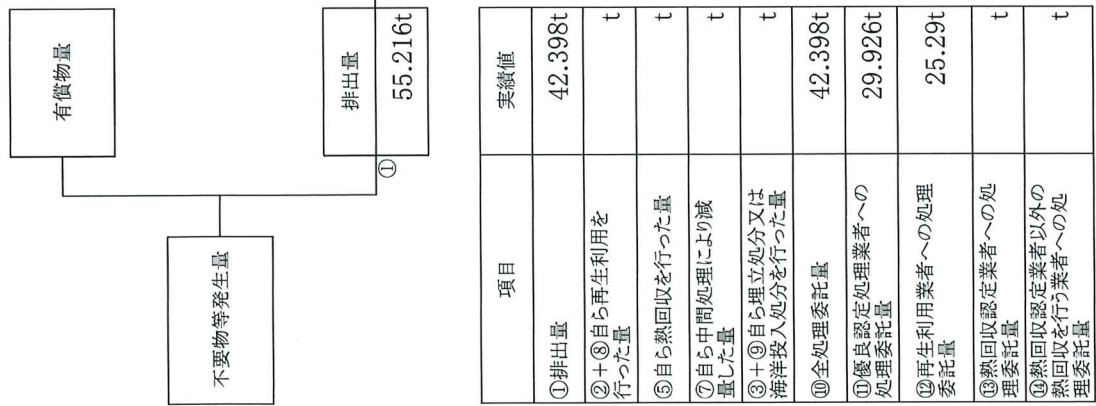 有償物量
不要物等発生量
①
排出量
55.216t
項目
実績値
①排出量
42.398t
②+⑧自ら再生利用を
行った量
t
⑤自ら熱回収を行った量
t
⑦自ら中間処理により減
量した量
t
③+⑨自ら埋立処分又は
海洋投入処分を行った量
t
⑩全処理委託量
42.398t
⑪優良認定処理業者への
処理委託量
29.926t
⑫再生利用業者への処理
委託量
25.29t
⑬熱回収認定業者への処
理委託量
t
⑭熱回収認定業者以外の
熱回収を行う業者への処
理委託量
t